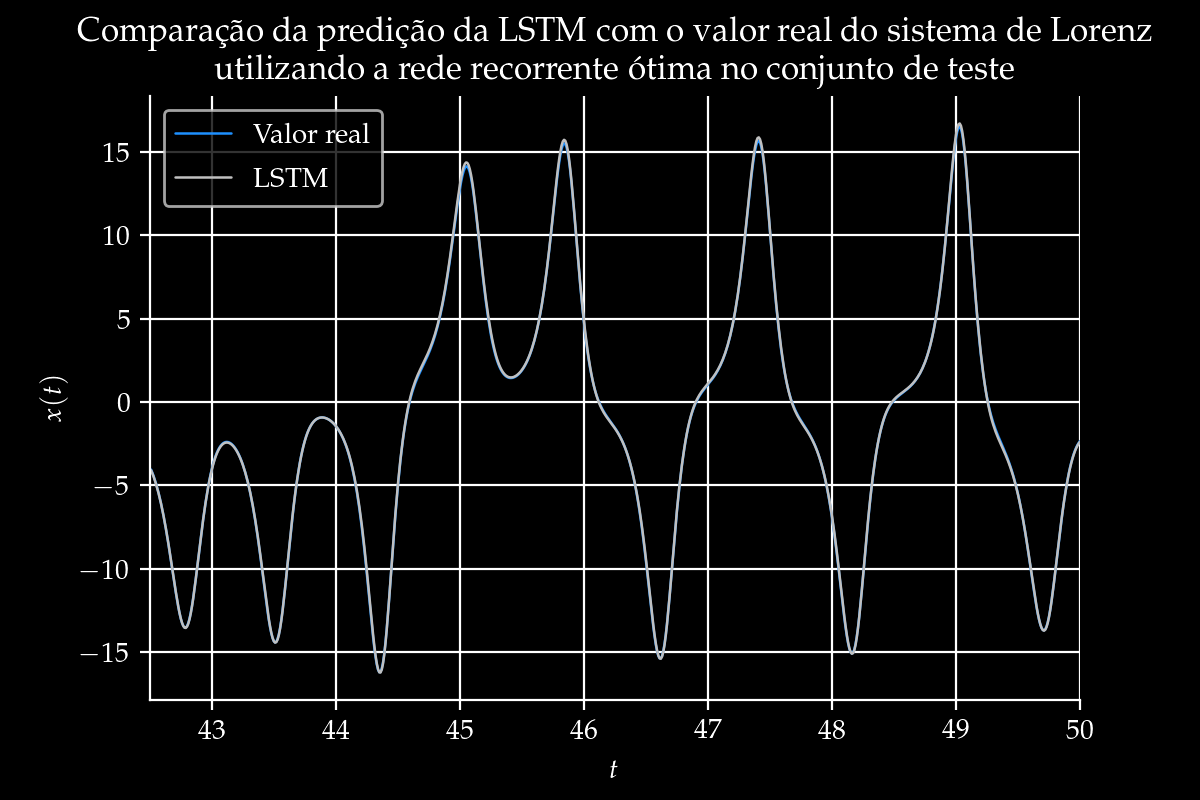 Comparação da predição da LSTM com o valor real do sistema de Lorenz
utilizando a rede recorrente ótima no conjunto de teste
Valor real
LSTM
15
10
5
0
−5
−10
−15
x(t)
43 44 45 46 47 48 49 50
t